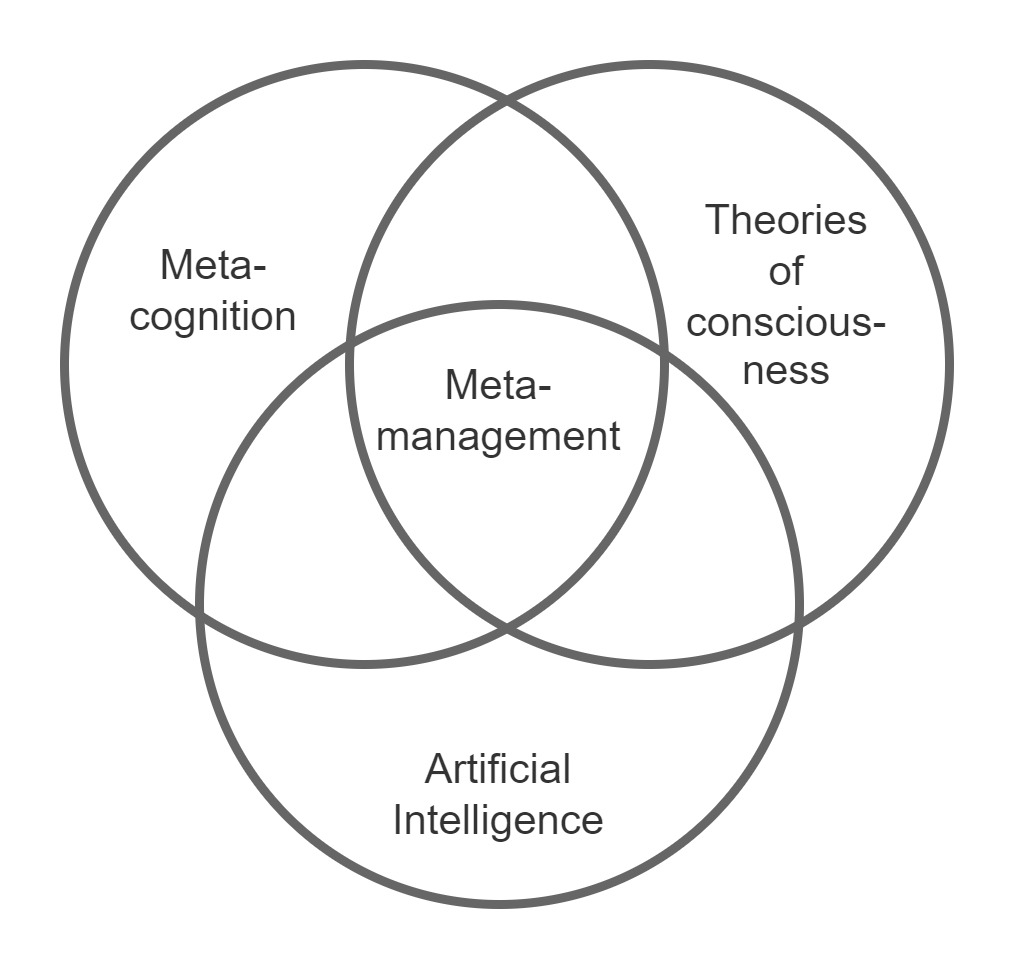 Meta-
cognition
Theories
of
conscious-
ness
Meta-
management
Artificial
Intelligence